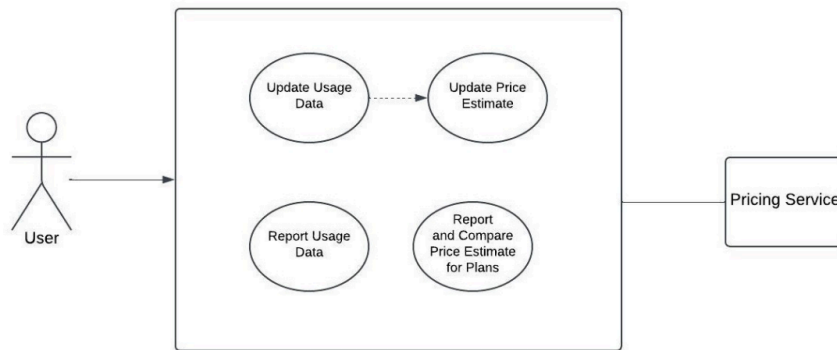 Update Usage
Data
Update Price
Estimate
User
Report Usage
Data
Report
and Compare
Price Estimate
for Plans
Pricing Service